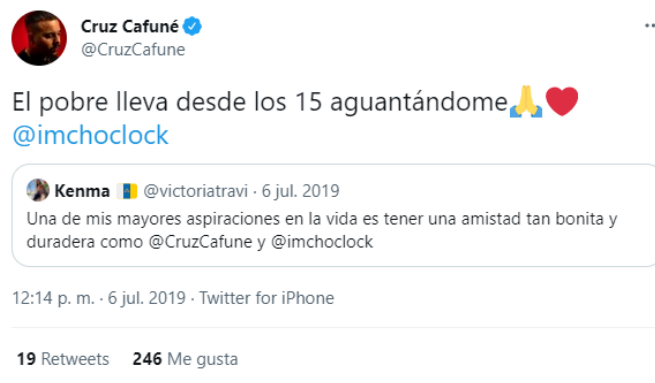 Cruz Cafuné
@CruzCafune
El pobre lleva desde los 15 aguantándome🙏❤️
@imchoclock
Kenma 🇮🇨 @victoriatravi · 6 jul. 2019
Una de mis mayores aspiraciones en la vida es tener una amistad tan bonita y
duradera como @CruzCafune y @imchoclock
12:14 p. m. · 6 jul. 2019 · Twitter for iPhone
19 Retweets 246 Me gusta